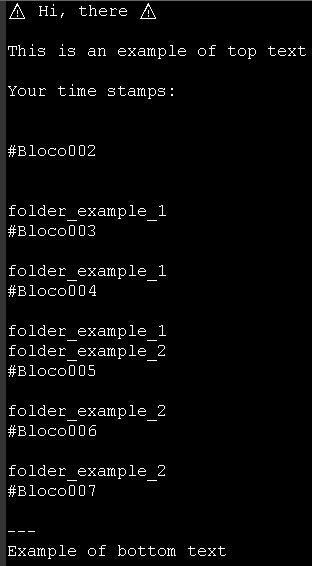 ⚠ Hi, there ⚠
This is an example of top text
Your time stamps:
#Bloco002
folder_example_1
#Bloco003
folder_example_1
#Bloco004
folder_example_1
folder_example_2
#Bloco005
folder_example_2
#Bloco006
folder_example_2
#Bloco007
---
Example of bottom text